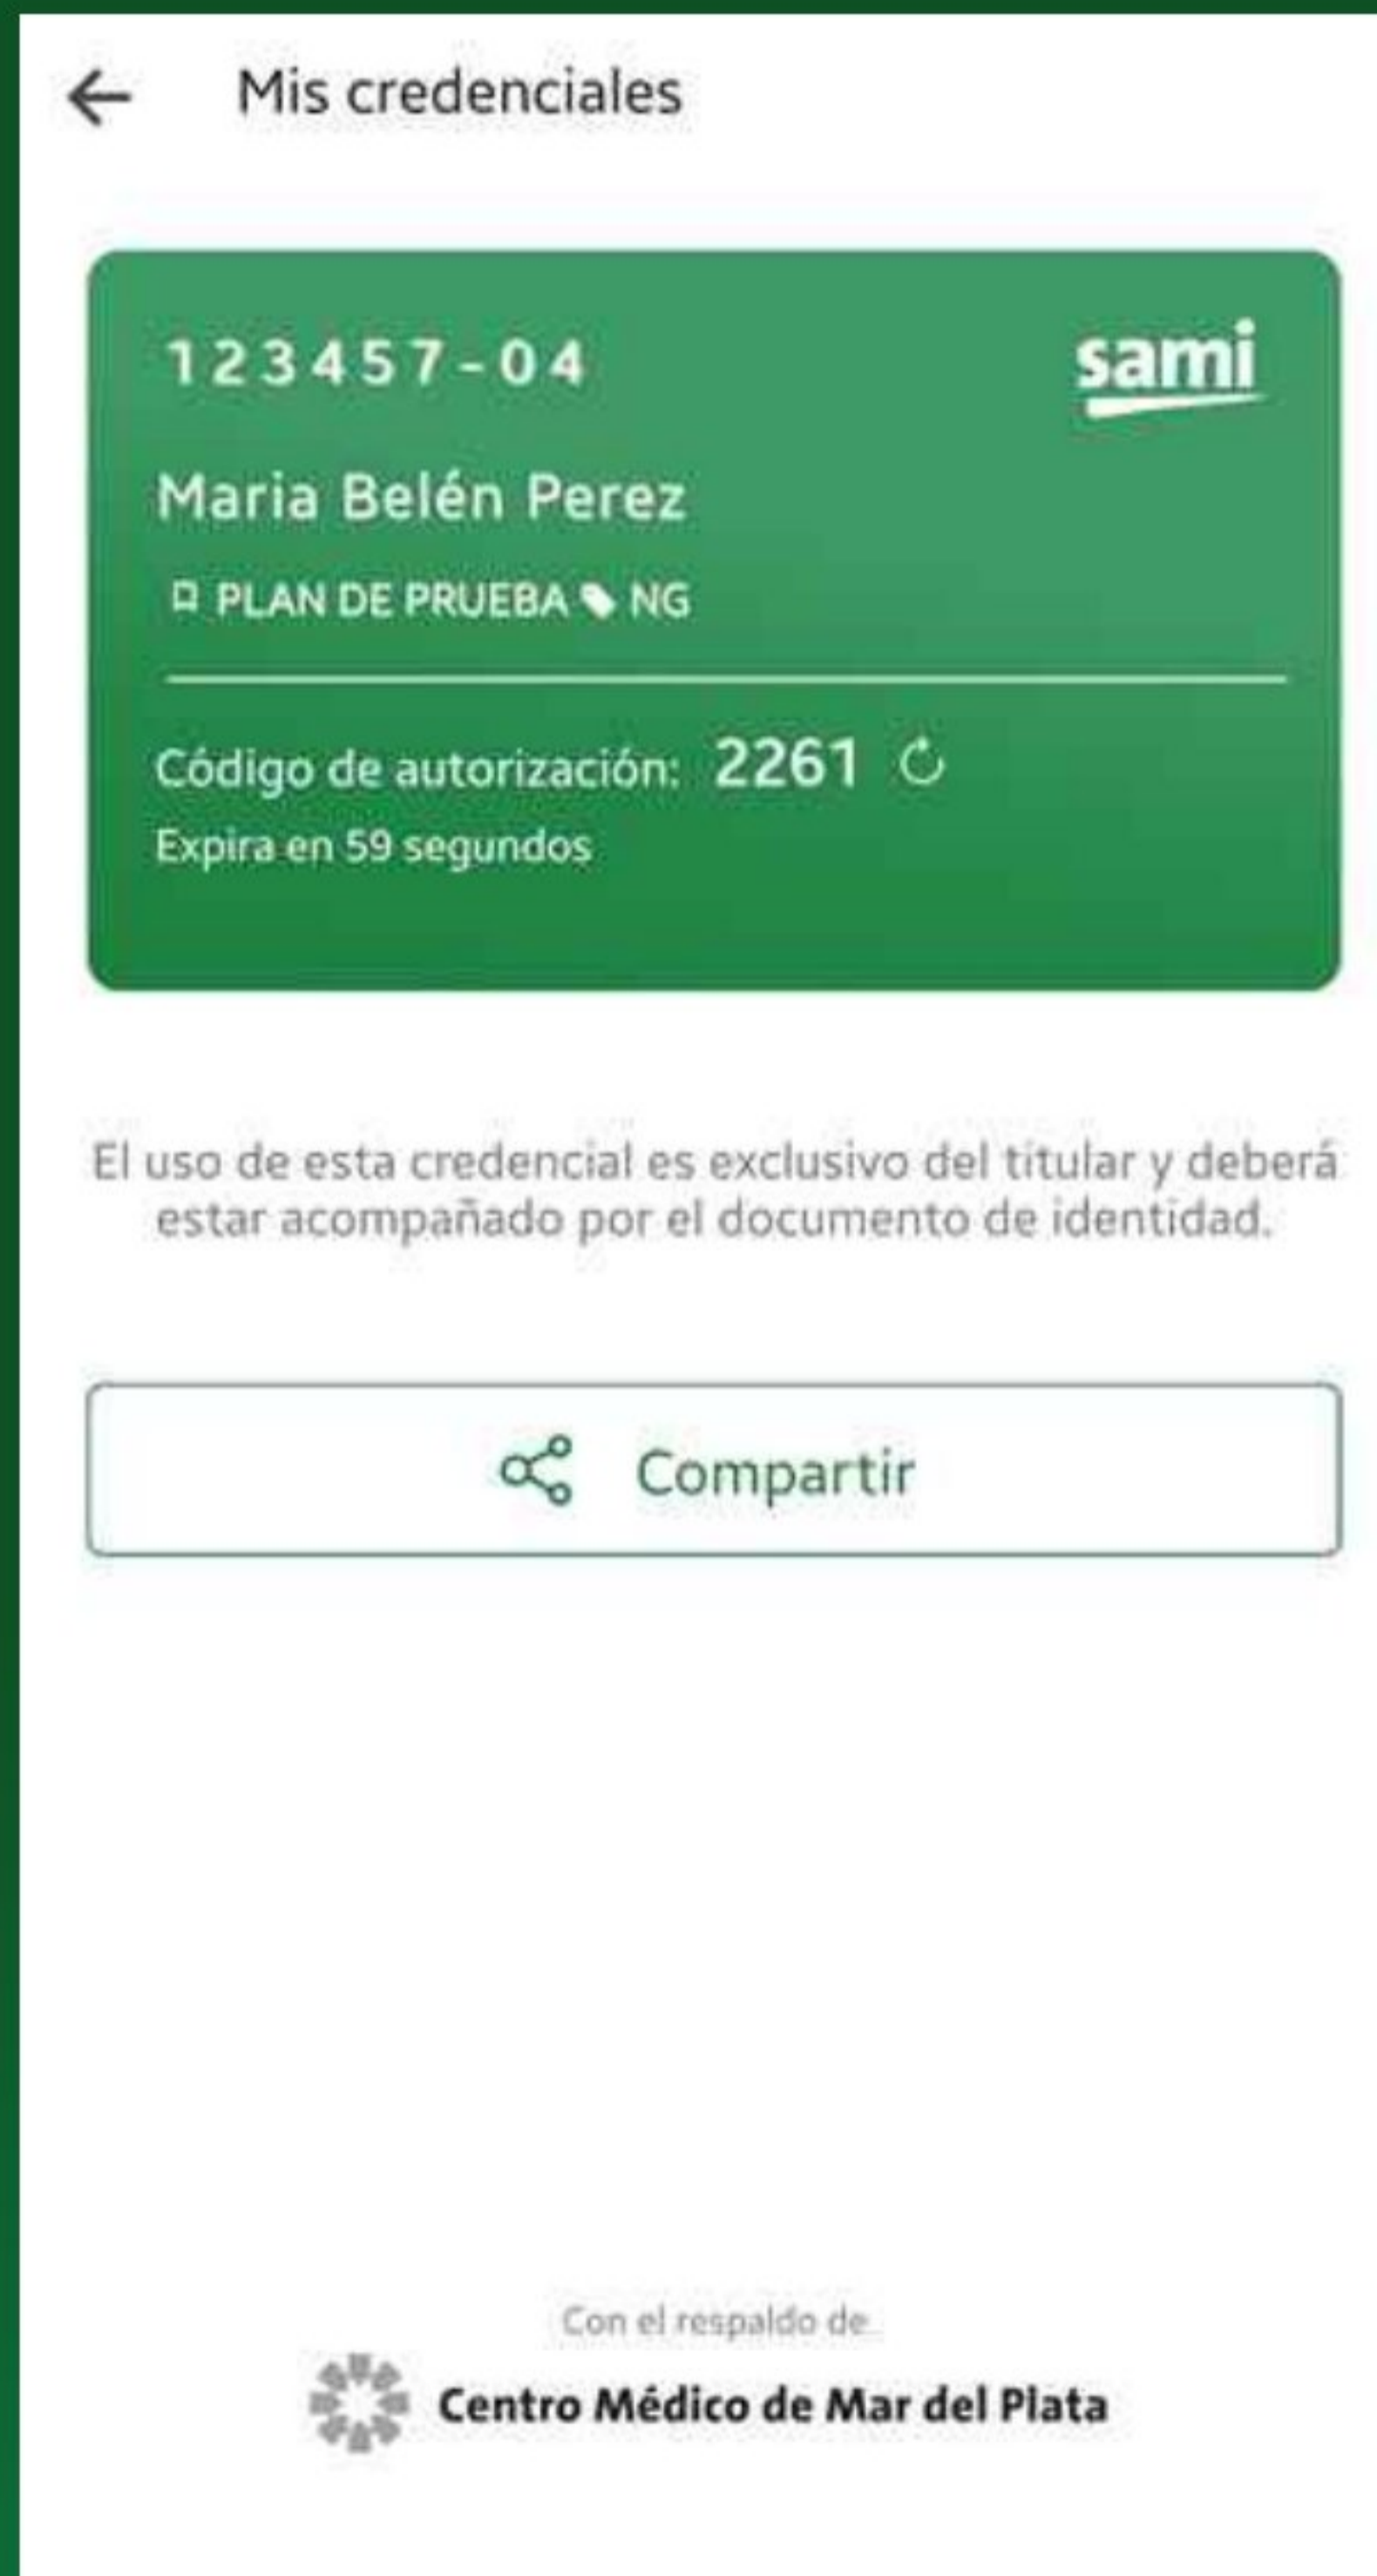 Mis credenciales
123457-04
sami
Maria Belén Perez
PLAN DE PRUEBA NG
Código de autorización: 2261
Expira en 59 segundos
El uso de esta credencial es exclusivo del titular y deberá
estar acompañado por el documento de identidad.
Compartir
Con el respaldo de
Centro Médico de Mar del Plata